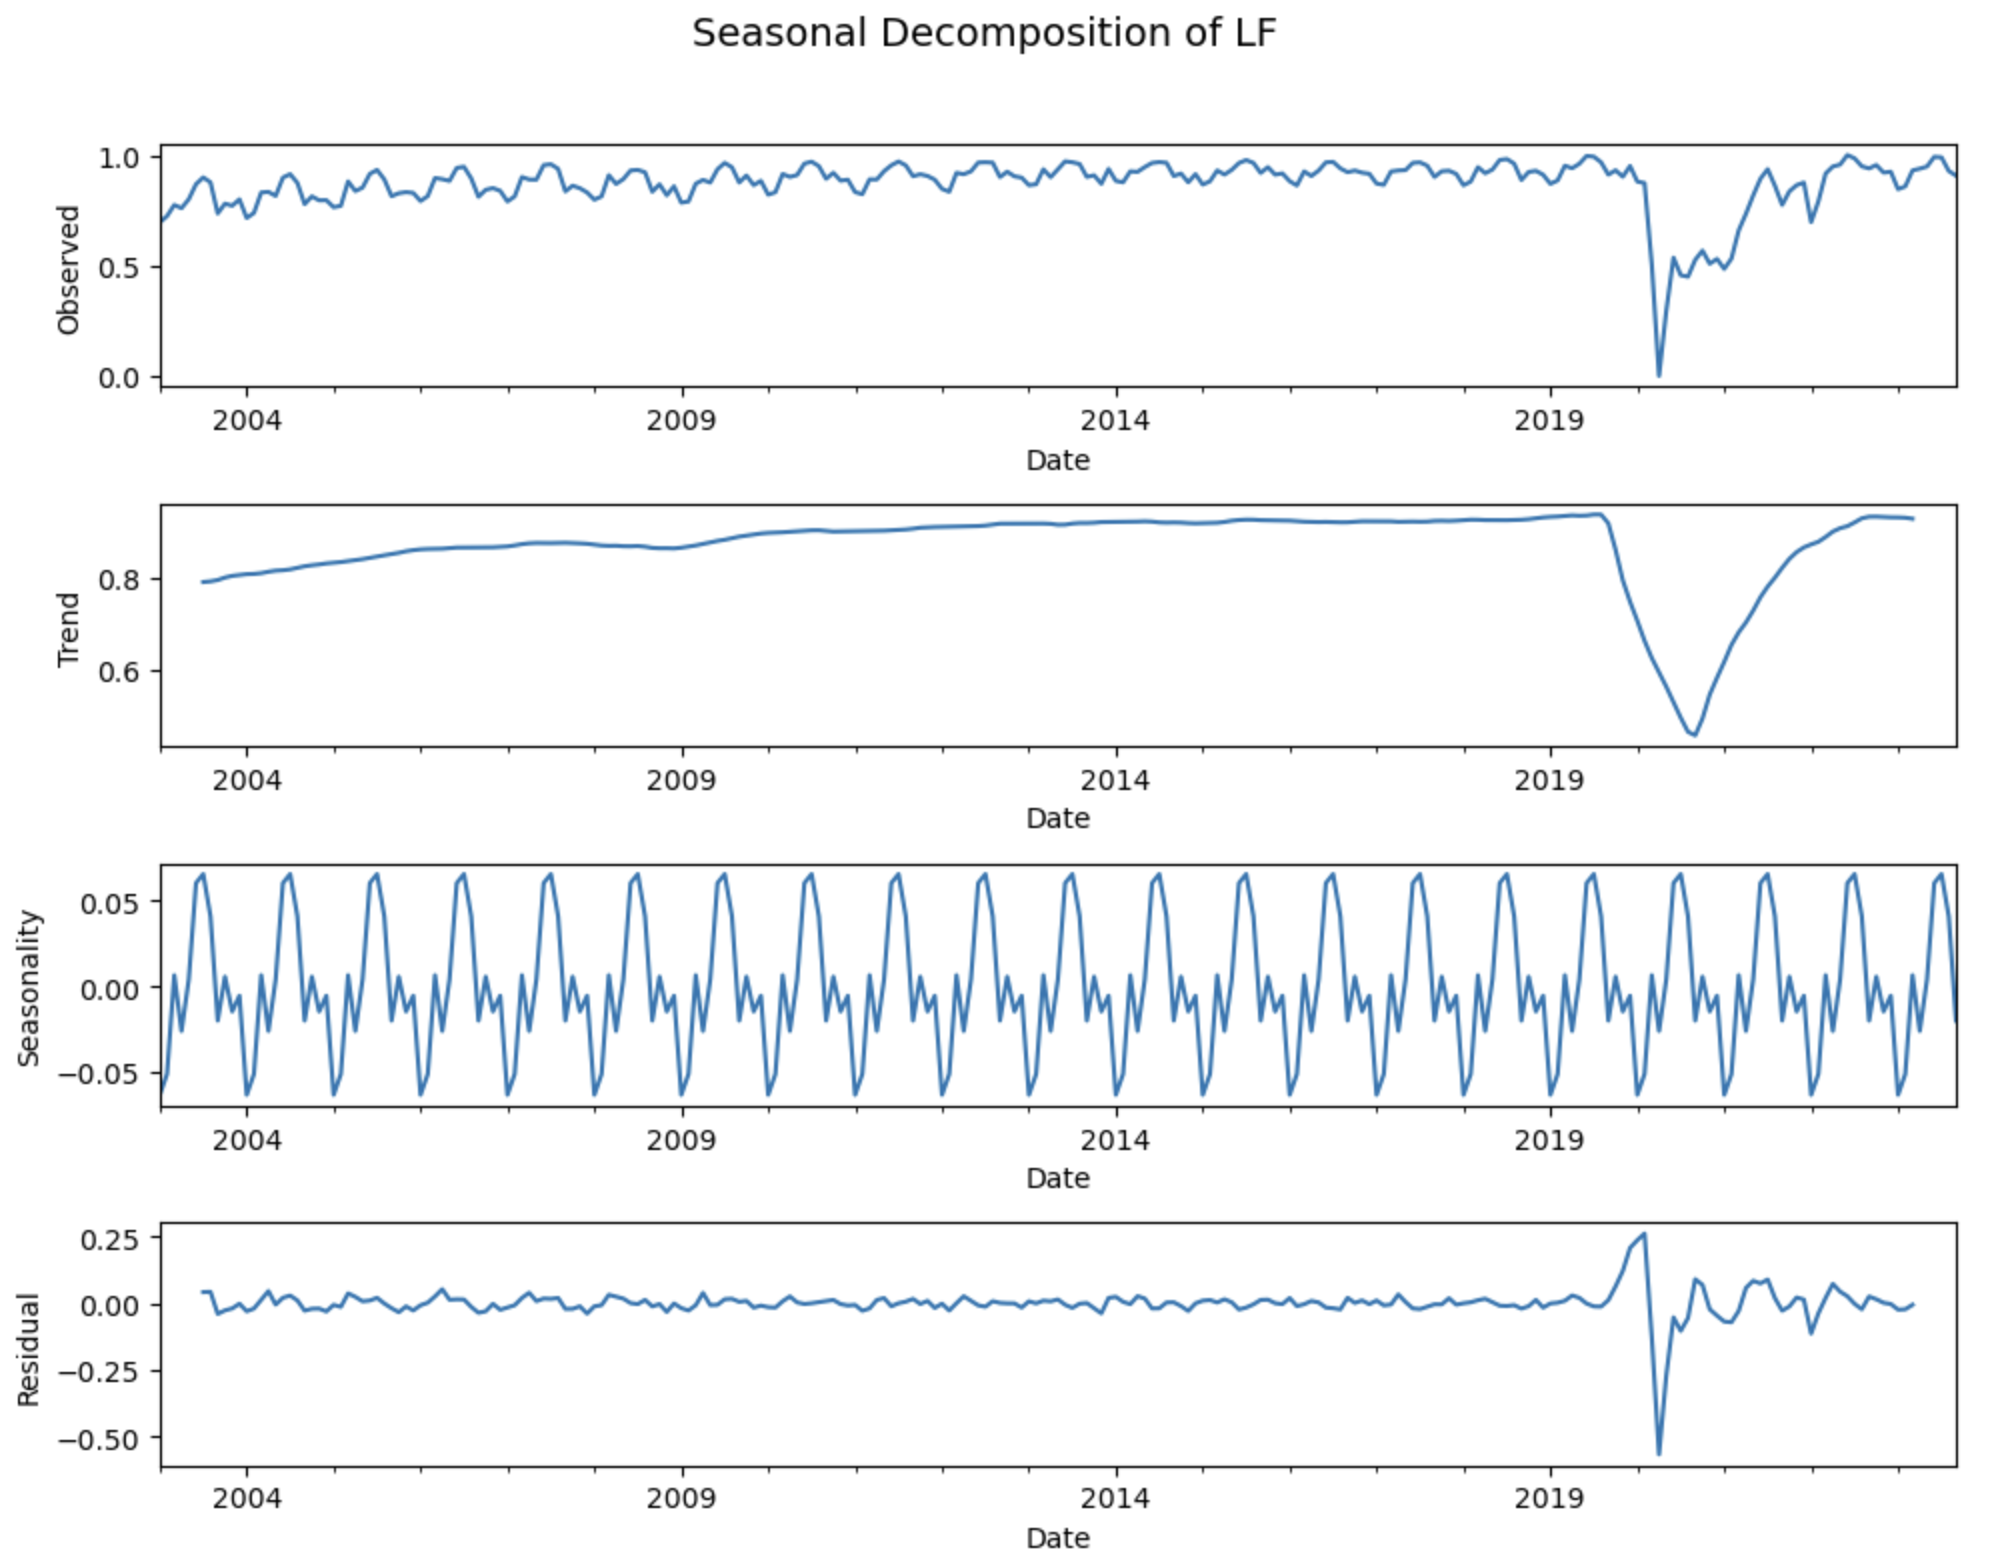 Seasonal Decomposition of LF
1.0
0.5
0.0
Observed
2004 2009 2014 2019
Date
0.8
0.6
Trend
2004 2009 2014 2019
Date
0.05
0.00
−0.05
Seasonality
2004 2009 2014 2019
Date
0.25
0.00
−0.25
−0.50
Residual
2004 2009 2014 2019
Date